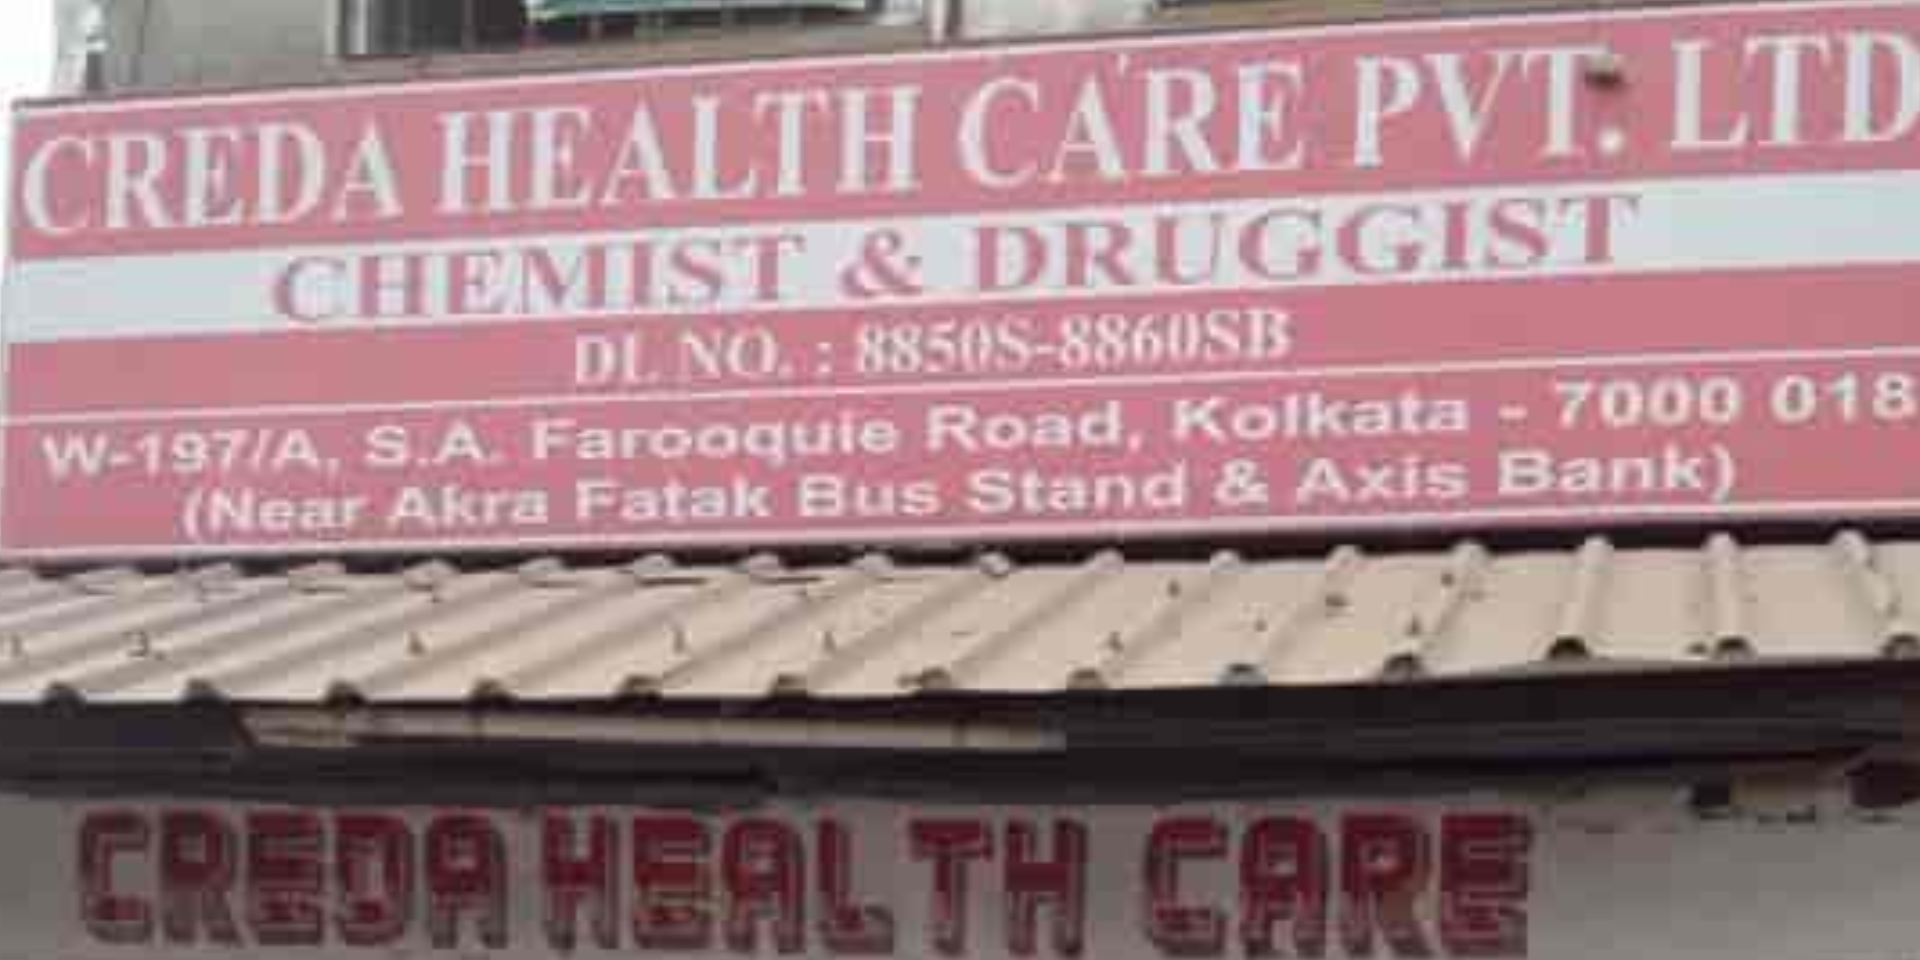 CREDA HEALTH CARE PVT. LTD
CHEMIST & DRUGGIST
DL NO. : 8850S-8860SB
W-197/A, S.A. Farooquie Road, Kolkata - 7000 018
(Near Akra Fatak Bus Stand & Axis Bank)
CREDA HEALTH CARE